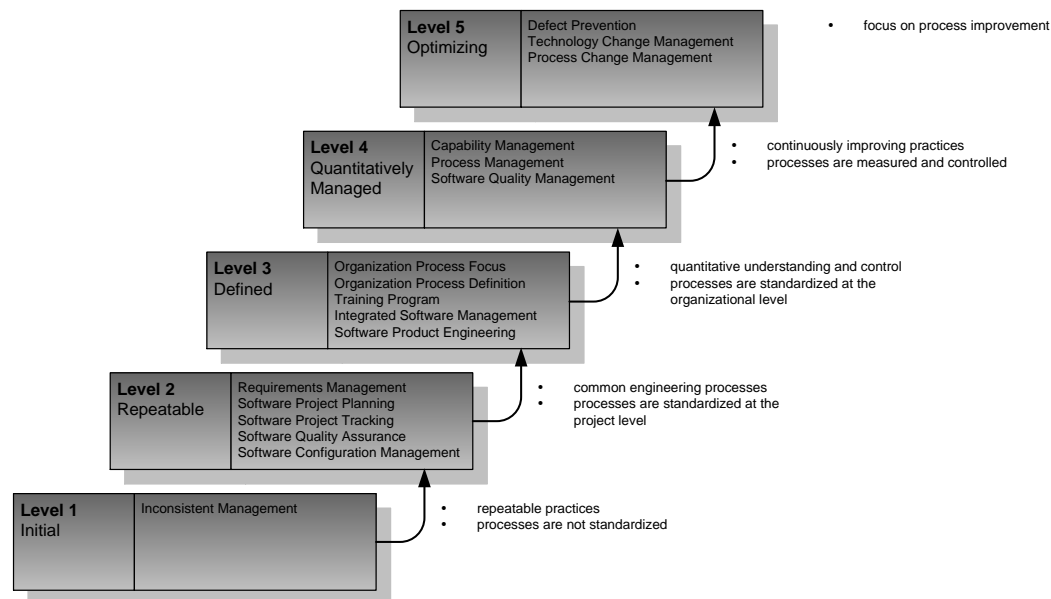 Level 5
Optimizing
Defect Prevention
Technology Change Management
Process Change Management
• focus on process improvement
Level 4
Quantitatively
Managed
Capability Management
Process Management
Software Quality Management
• continuously improving practices
• processes are measured and controlled
Level 3
Defined
Organization Process Focus
Organization Process Definition
Training Program
Integrated Software Management
Software Product Engineering
• quantitative understanding and control
• processes are standardized at the
organizational level
Level 2
Repeatable
Requirements Management
Software Project Planning
Software Project Tracking
Software Quality Assurance
Software Configuration Management
• common engineering processes
• processes are standardized at the
project level
Level 1
Initial
Inconsistent Management
• repeatable practices
• processes are not standardized